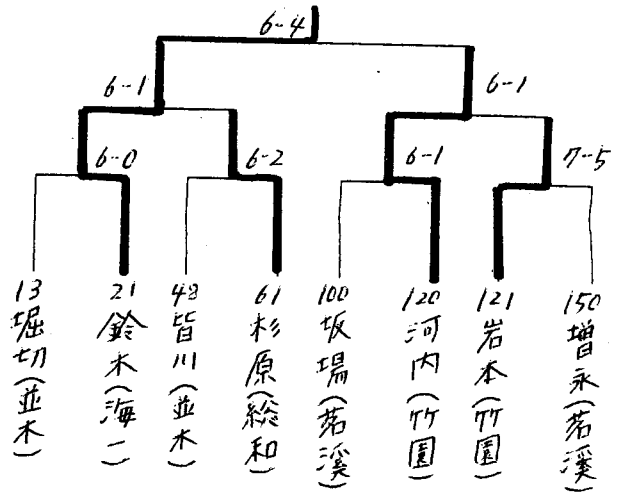 6-4
6-1
6-1
6-0
6-2
6-1
7-5
13 堀切(並木)
21 鈴木(海一)
48 皆川(並木)
61 杉原(総和)
100 坂場(茗溪)
120 河内(竹園)
121 岩本(竹園)
150 増永(茗溪)